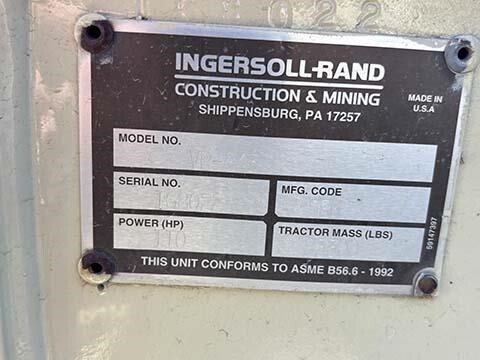 022
INGERSOLL-RAND
CONSTRUCTION & MINING
SHIPPENSBURG, PA 17257
MADE IN
U.S.A
MODEL NO.
SERIAL NO.
MFG. CODE
POWER (HP)
TRACTOR MASS (LBS)
THIS UNIT CONFORMS TO ASME B56.6 - 1992
59147397